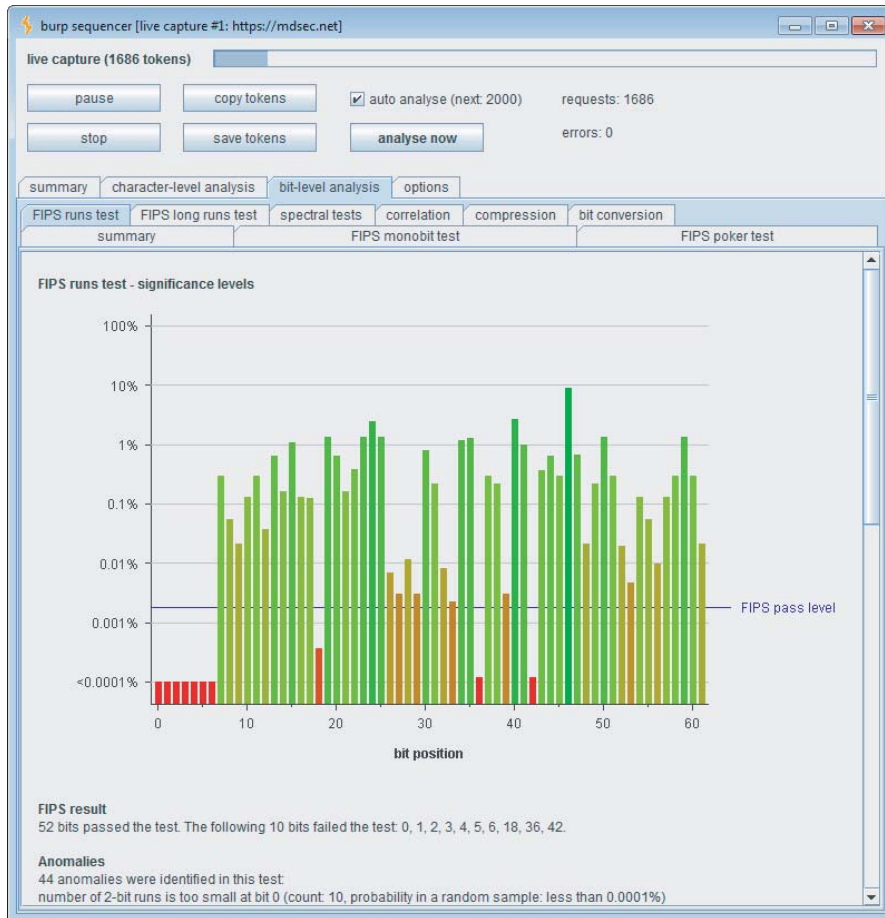 burp sequencer [live capture #1: https://mdsec.net]
live capture (1686 tokens)
pause
copy tokens
auto analyse (next: 2000)
requests: 1686
stop
save tokens
analyse now
errors: 0
summary
character-level analysis
bit-level analysis
options
FIPS runs test
FIPS long runs test
spectral tests
correlation
compression
bit conversion
summary
FIPS monobit test
FIPS poker test
FIPS runs test - significance levels
100%
10%
1%
0.1%
0.01%
FIPS pass level
0.001%
<0.0001%
0 10 20 30 40 50 60
bit position
FIPS result
52 bits passed the test. The following 10 bits failed the test: 0, 1, 2, 3, 4, 5, 6, 18, 36, 42.
Anomalies
44 anomalies were identified in this test:
number of 2-bit runs is too small at bit 0 (count: 10, probability in a random sample: less than 0.0001%)